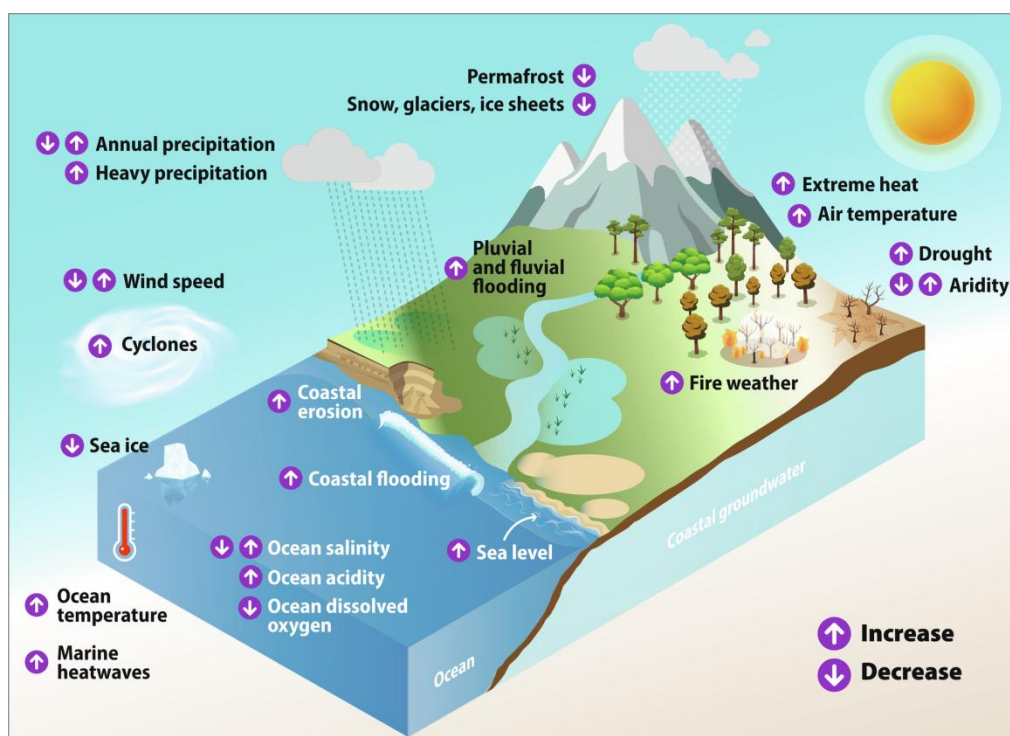 Permafrost
Snow, glaciers, ice sheets
Annual precipitation
Heavy precipitation
Extreme heat
Air temperature
Pluvial
and fluvial
flooding
Drought
Aridity
Wind speed
Cyclones
Fire weather
Coastal
erosion
Sea ice
Coastal flooding
Coastal groundwater
Ocean salinity
Sea level
Ocean acidity
Ocean dissolved
oxygen
Ocean
temperature
Marine
heatwaves
Ocean
Increase
Decrease